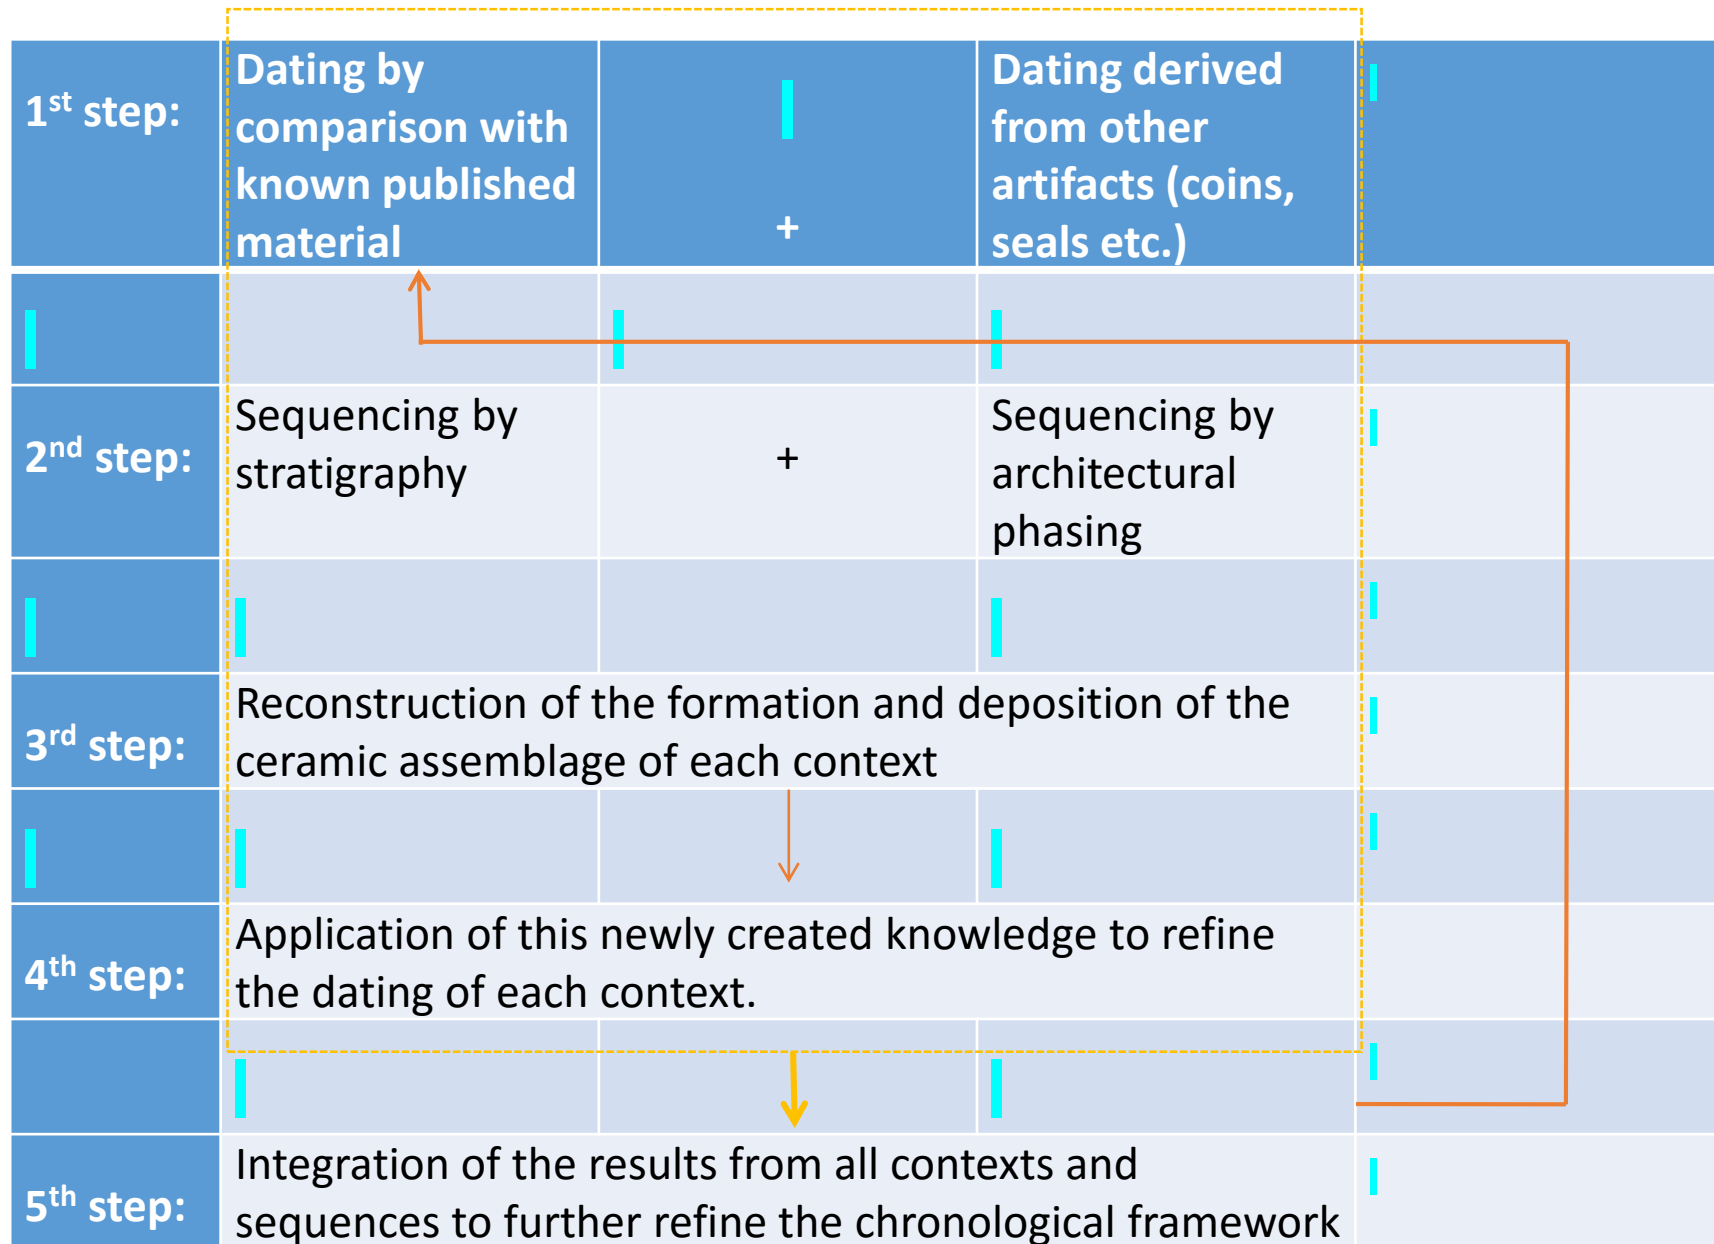 1st step:
Dating by
comparison with
known published
material
+
Dating derived
from other
artifacts (coins,
seals etc.)
2nd step:
Sequencing by
stratigraphy
+
Sequencing by
architectural
phasing
3rd step:
Reconstruction of the formation and deposition of the
ceramic assemblage of each context
4th step:
Application of this newly created knowledge to refine
the dating of each context.
5th step:
Integration of the results from all contexts and
sequences to further refine the chronological framework